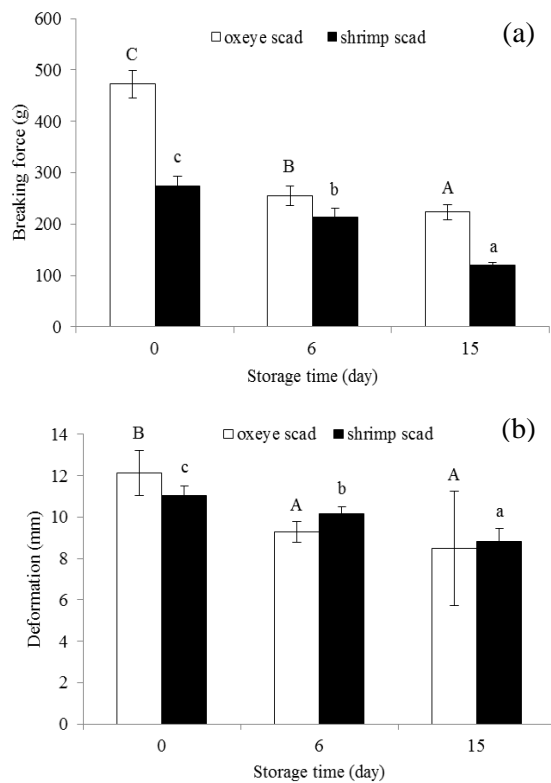 (a)
oxeye scad shrimp scad
Breaking force (g)
600
500
400
300
200
100
0
C
c
B
b
A
a
0 6 15
Storage time (day)
(b)
oxeye scad shrimp scad
Deformation (mm)
14
12
10
8
6
4
2
0
B
c
A
b
A
a
0 6 15
Storage time (day)